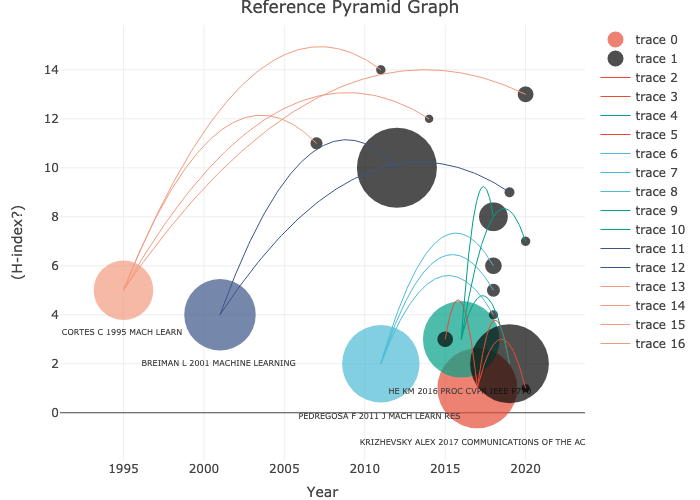 Reference Pyramid Graph
14
12
10
8
6
4
2
0
(H-index?)
CORTES C 1995 MACH LEARN
BREIMAN L 2001 MACHINE LEARNING
HE KM 2016 PROC CVPR IEEE P770
PEDREGOSA F 2011 J MACH LEARN RES
KRIZHEVSKY ALEX 2017 COMMUNICATIONS OF THE AC
1995
2000
2005
2010
2015
2020
Year
trace 0
trace 1
trace 2
trace 3
trace 4
trace 5
trace 6
trace 7
trace 8
trace 9
trace 10
trace 11
trace 12
trace 13
trace 14
trace 15
trace 16